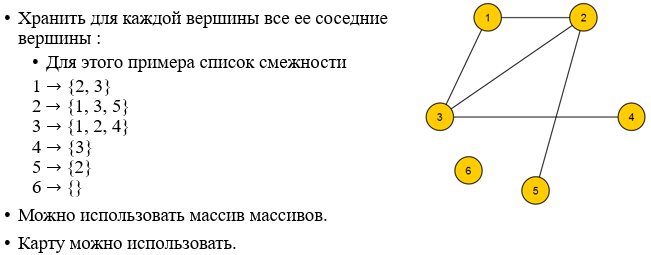 • Хранить для каждой вершины все ее соседние
вершины :
• Для этого примера список смежности
1 → {2, 3}
2 → {1, 3, 5}
3 → {1, 2, 4}
4 → {3}
5 → {2}
6 → {}
• Можно использовать массив массивов.
• Карту можно использовать.
1
2
3
4
6
5